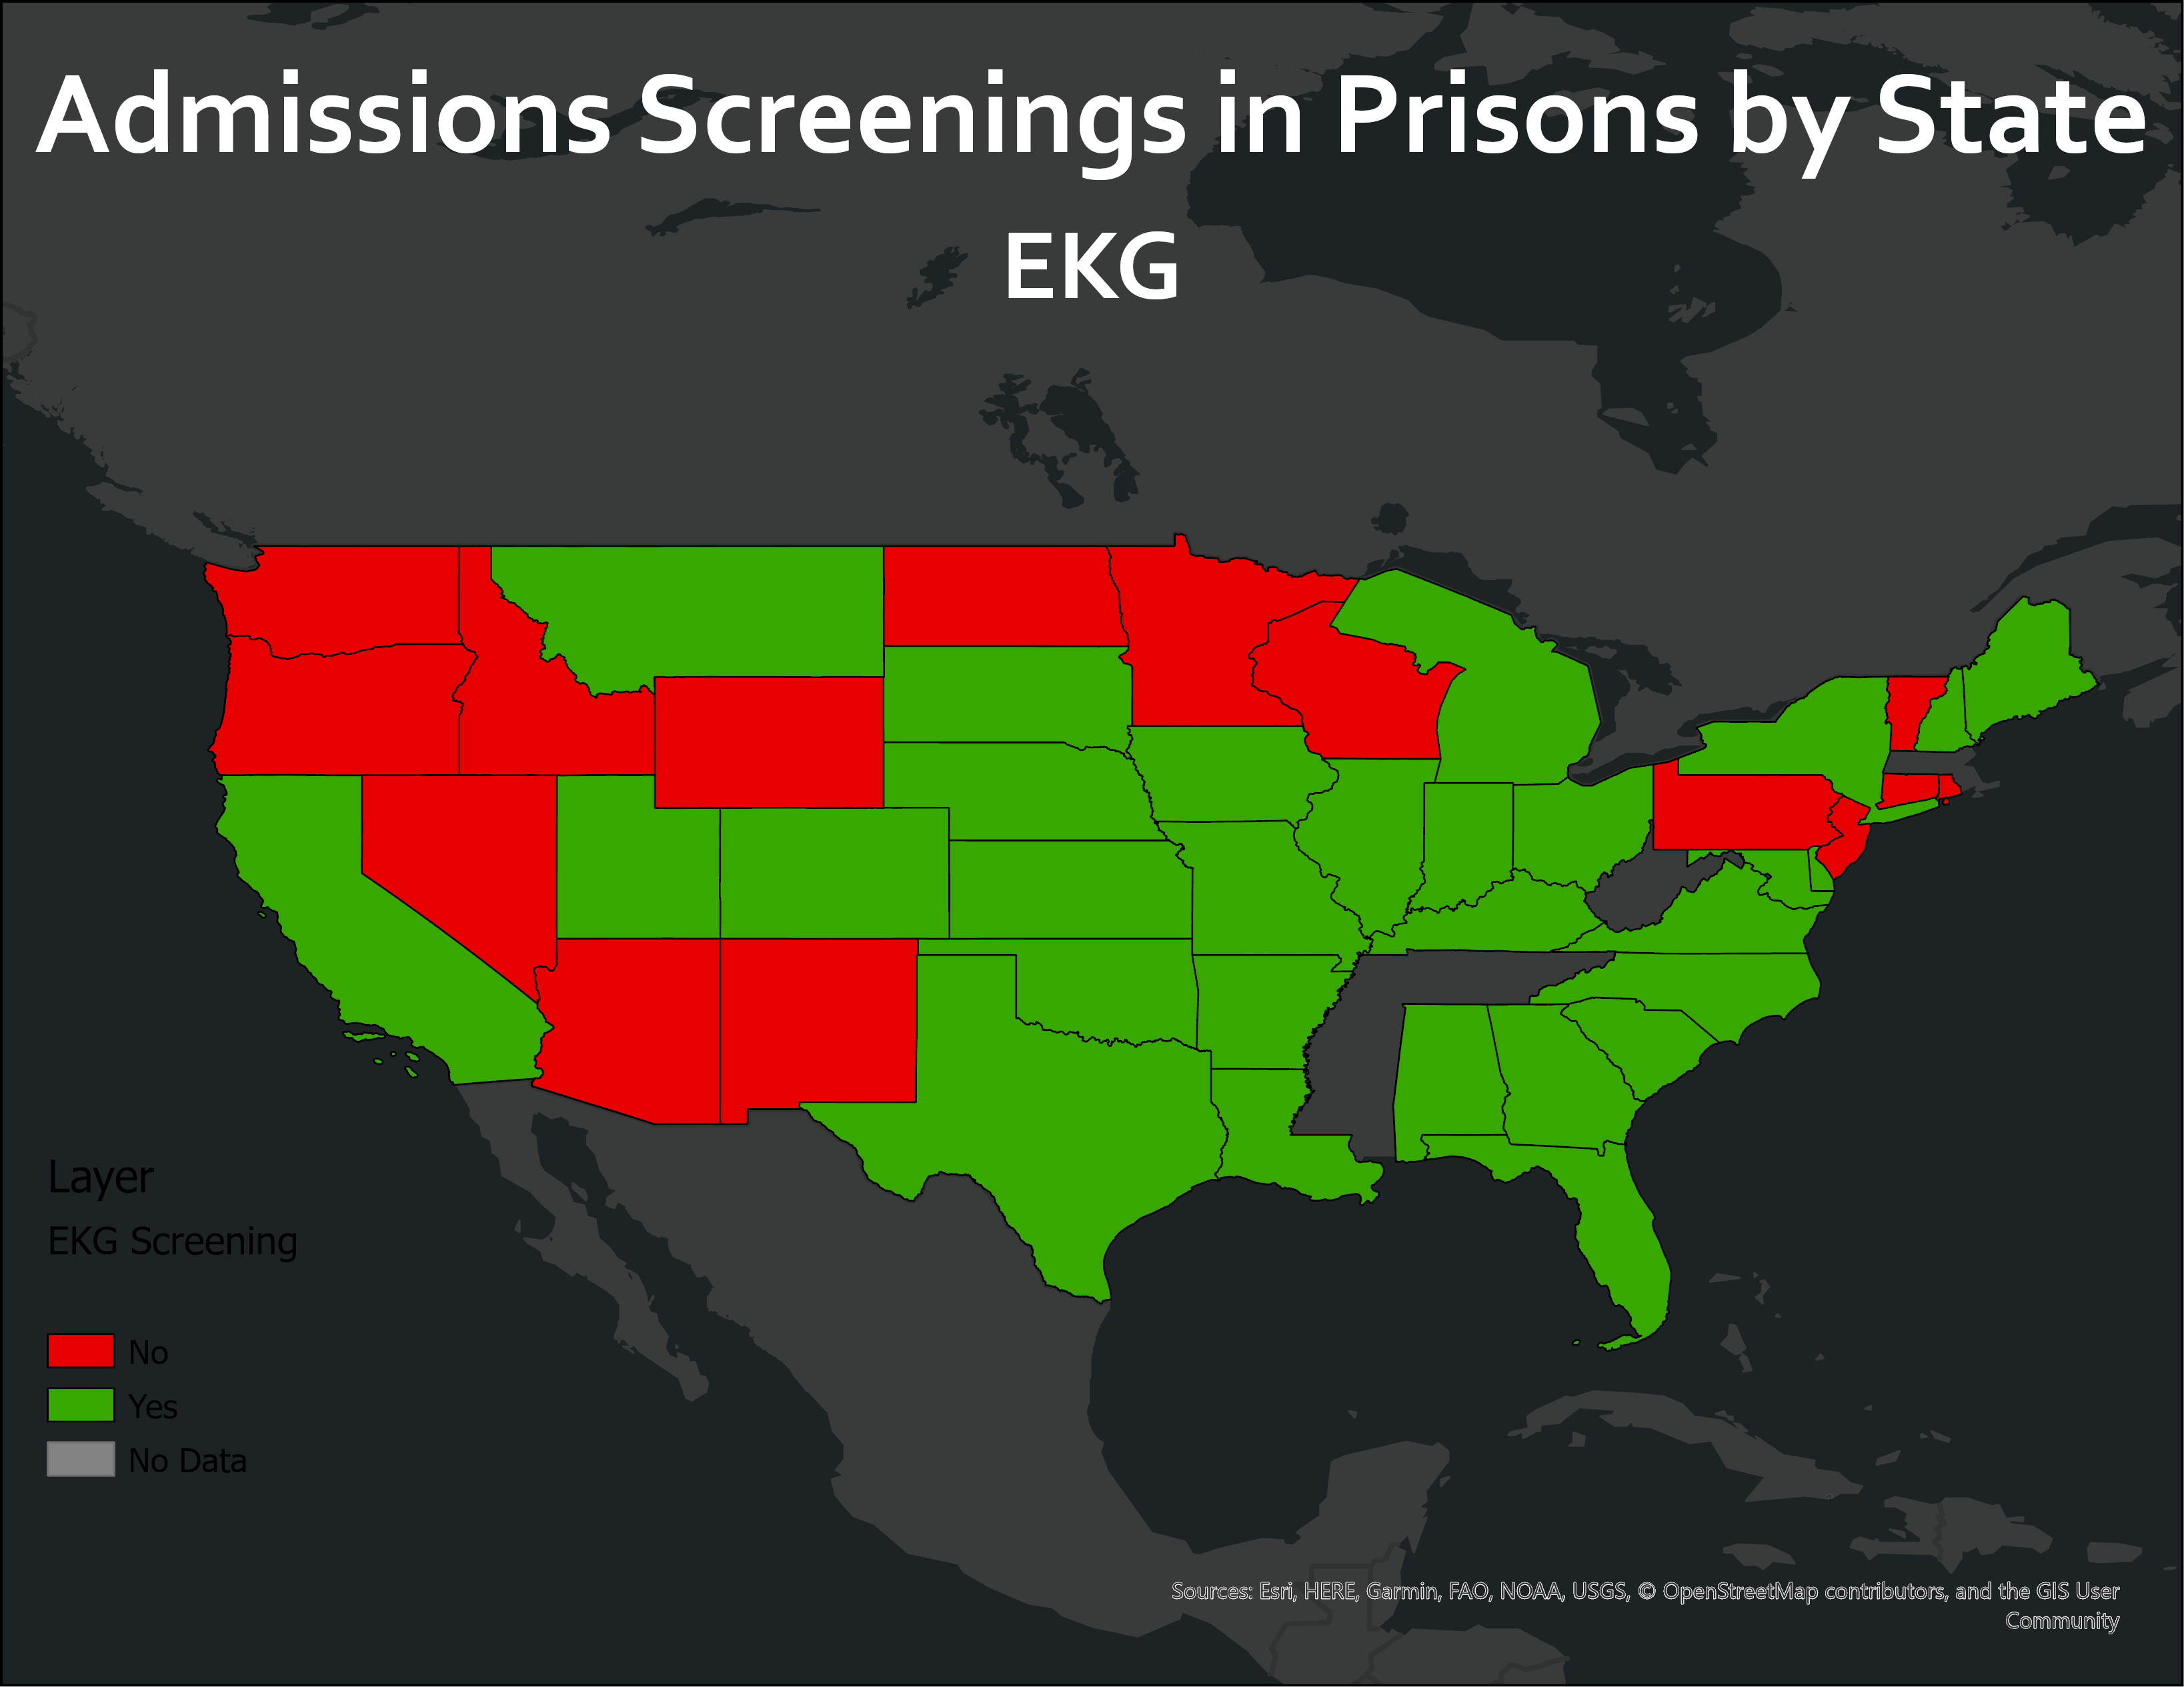 Admissions Screenings in Prisons by State
EKG
Layer
EKG Screening
No
Yes
No Data
Sources: Esri, HERE, Garmin, FAO, NOAA, USGS, © OpenStreetMap contributors, and the GIS User
Community